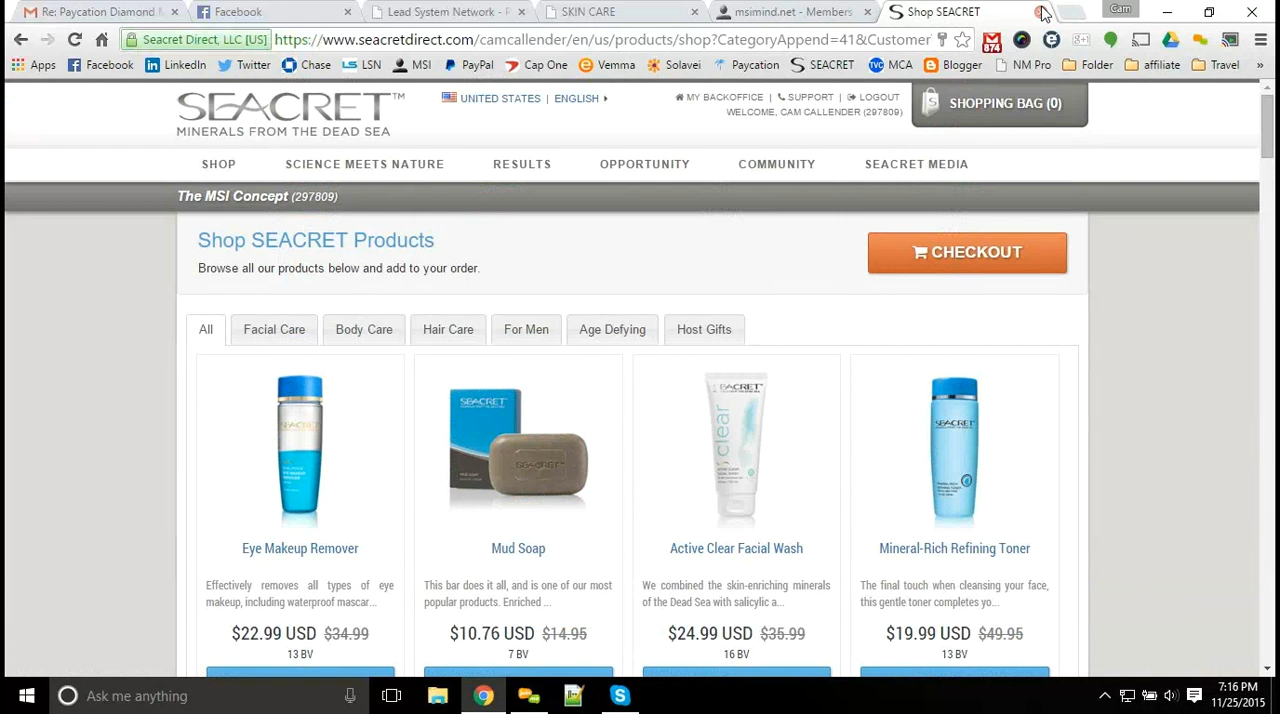 Re: Paycation Diamond M
Facebook
Lead System Network - P
SKIN CARE
msimind.net - Members
Shop SEACRET
Cam
Seacret Direct, LLC [US]
https://www.seacretdirect.com/camcallender/en/us/products/shop?CategoryAppend=41&Customer
874
Apps
Facebook
LinkedIn
Twitter
Chase
LSN
MSI
PayPal
Cap One
Vemma
Solavei
Paycation
SEACRET
MCA
Blogger
NM Pro
Folder
affiliate
Travel
SEACRET™
MINERALS FROM THE DEAD SEA
UNITED STATES | ENGLISH
MY BACKOFFICE | SUPPORT | LOGOUT
WELCOME, CAM CALLENDER (297809)
SHOPPING BAG (0)
SHOP
SCIENCE MEETS NATURE
RESULTS
OPPORTUNITY
COMMUNITY
SEACRET MEDIA
The MSI Concept (297809)
Shop SEACRET Products
Browse all our products below and add to your order.
CHECKOUT
All
Facial Care
Body Care
Hair Care
For Men
Age Defying
Host Gifts
Eye Makeup Remover
Effectively removes all types of eye
makeup, including waterproof mascar...
$22.99 USD $34.99
13 BV
Mud Soap
This bar does it all, and is one of our most
popular products. Enriched ...
$10.76 USD $14.95
7 BV
SEACRET
clear
Active Clear Facial Wash
We combined the skin-enriching minerals
of the Dead Sea with salicylic a...
$24.99 USD $35.99
16 BV
SEACRET
Mineral-Rich Refining Toner
The final touch when cleansing your face,
this gentle toner completes yo...
$19.99 USD $49.95
13 BV
Ask me anything
7:16 PM
11/25/2015